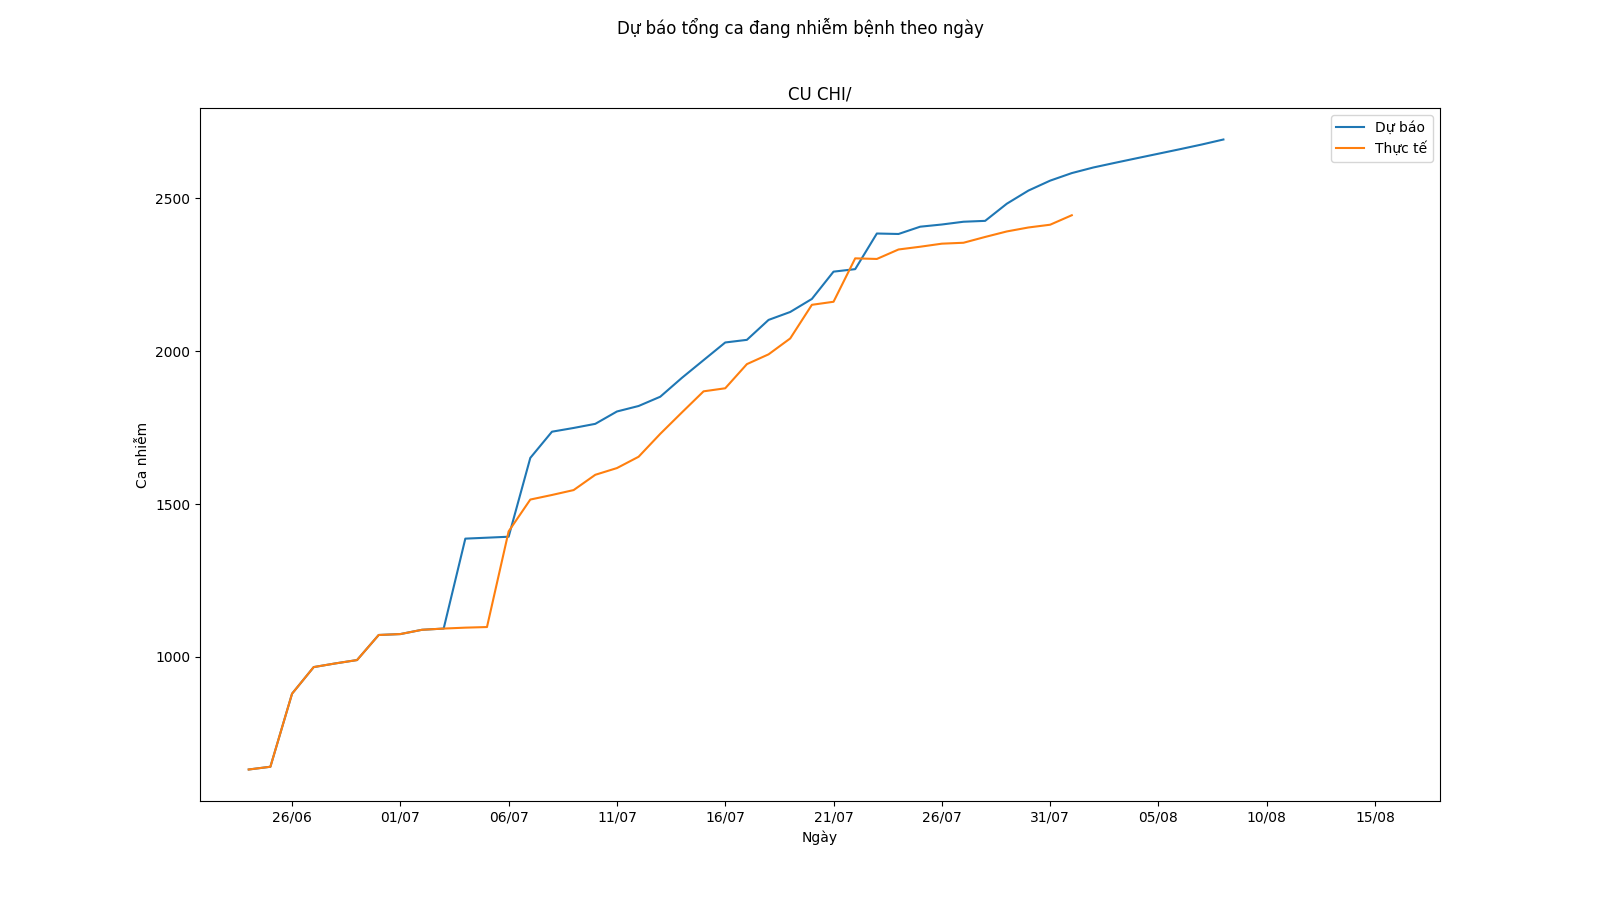 Dự báo tổng ca đang nhiễm bệnh theo ngày
CU CHI/
Dự báo
Thực tế
2500
2000
1500
1000
Ca nhiễm
26/06 01/07 06/07 11/07 16/07 21/07 26/07 31/07 05/08 10/08 15/08
Ngày